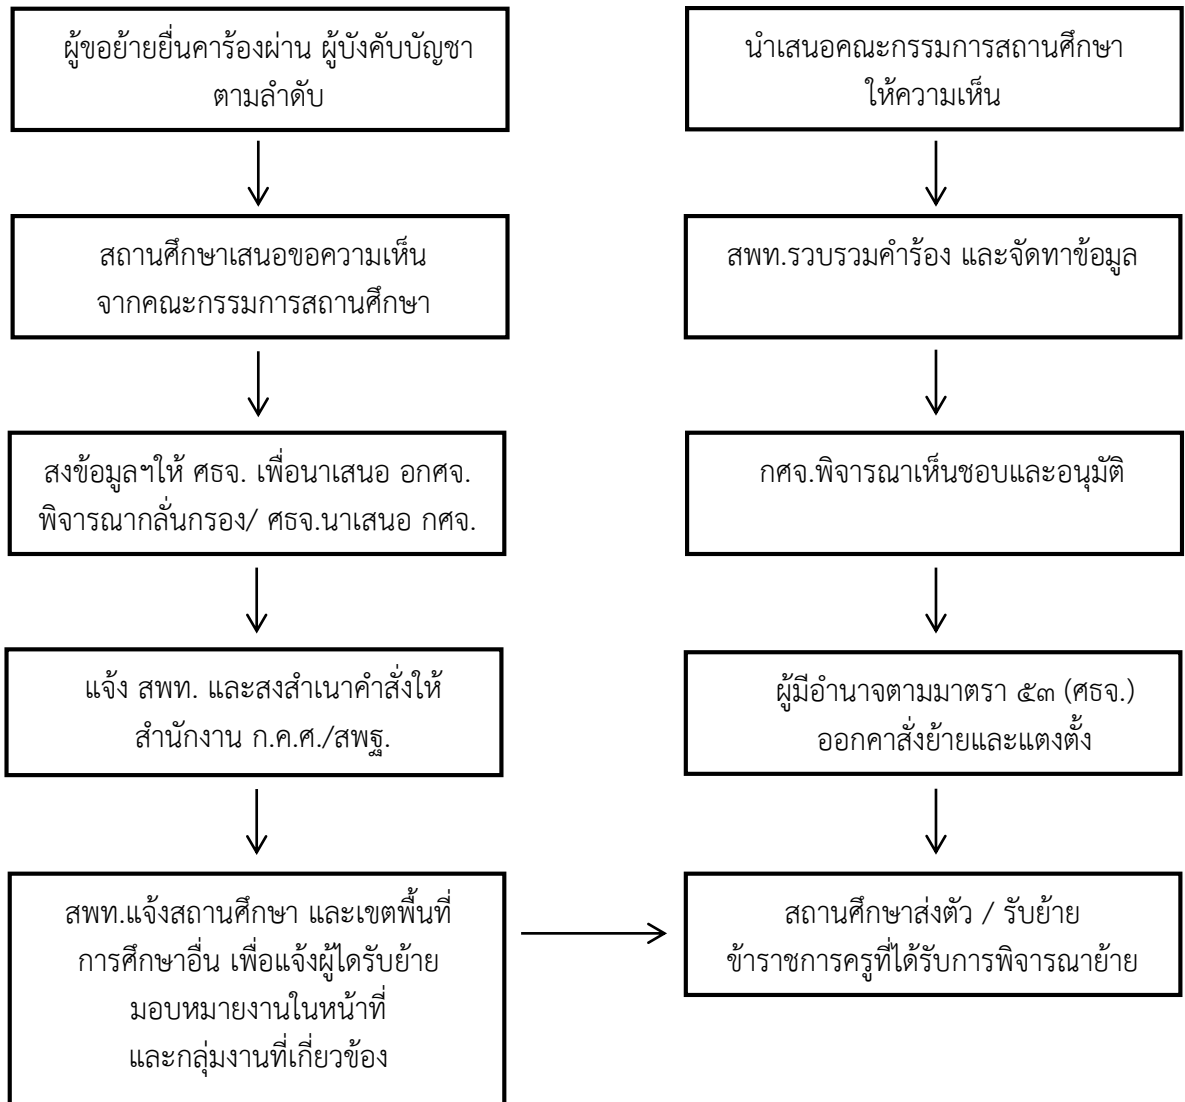 ผู้ขอย้ายยื่นคาร้องผ่าน ผู้บังคับบัญชา
ตามลำดับ
สถานศึกษาเสนอขอความเห็น
จากคณะกรรมการสถานศึกษา
สงข้อมูลฯให้ ศธจ. เพื่อนาเสนอ อกศจ.
พิจารณากลั่นกรอง/ ศธจ.นาเสนอ กศจ.
แจ้ง สพท. และสงสำเนาคำสั่งให้
สำนักงาน ก.ค.ศ./สพฐ.
สพท.แจ้งสถานศึกษา และเขตพื้นที่
การศึกษาอื่น เพื่อแจ้งผู้ไดรับย้าย
มอบหมายงานในหน้าที่
และกลุ่มงานที่เกี่ยวข้อง
นำเสนอคณะกรรมการสถานศึกษา
ให้ความเห็น
สพท.รวบรวมคำร้อง และจัดทาข้อมูล
กศจ.พิจารณาเห็นชอบและอนุมัติ
ผู้มีอำนาจตามมาตรา ๕๓ (ศธจ.)
ออกคาสั่งย้ายและแตงตั้ง
สถานศึกษาส่งตัว / รับย้าย
ข้าราชการครูที่ได้รับการพิจารณาย้าย